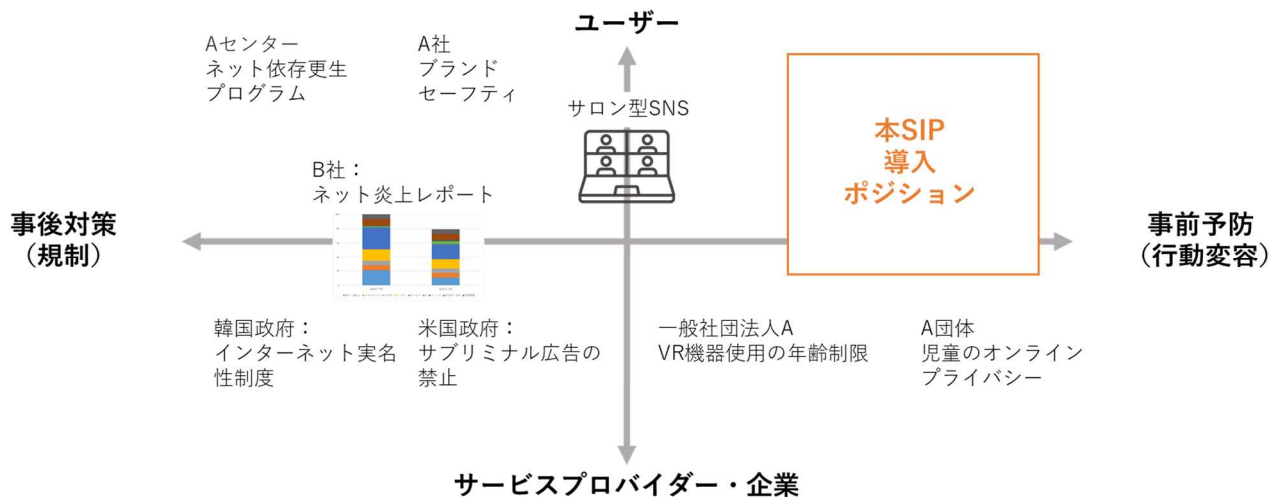 ユーザー
Aセンター
ネット依存更生
プログラム
A社
ブランド
セーフティ
サロン型SNS
本SIP
導入
ポジション
B社：
ネット炎上レポート
事後対策
（規制）
事前予防
（行動変容）
韓国政府：
インターネット実名
性制度
米国政府：
サブリミナル広告の
禁止
一般社団法人A
VR機器使用の年齢制限
A団体
児童のオンライン
プライバシー
サービスプロバイダー・企業